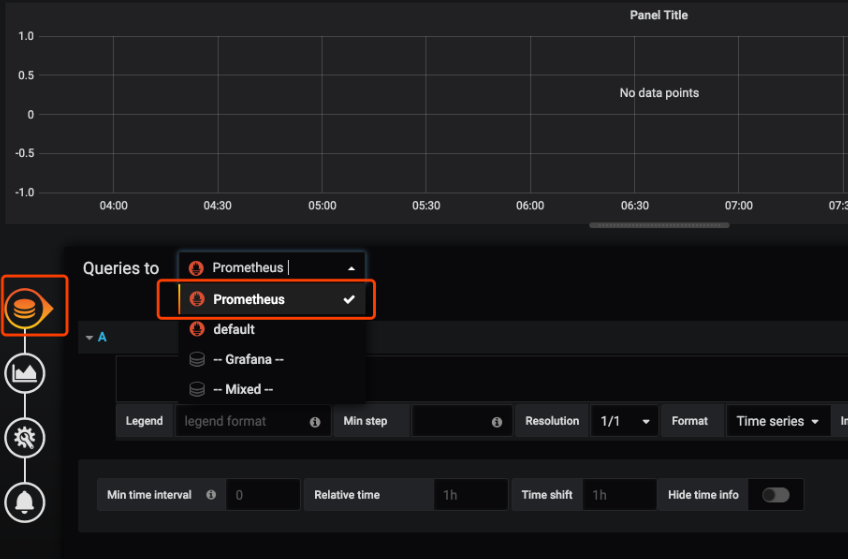 Panel Title
1.0
0.5
0
-0.5
-1.0
No data points
04:00 04:30 05:00 05:30 06:00 06:30 07:00 07:3
Queries to Prometheus
Prometheus
default
-- Grafana --
-- Mixed --
A
Legend legend format Min step Resolution 1/1 Format Time series In
Min time interval 0 Relative time 1h Time shift 1h Hide time info